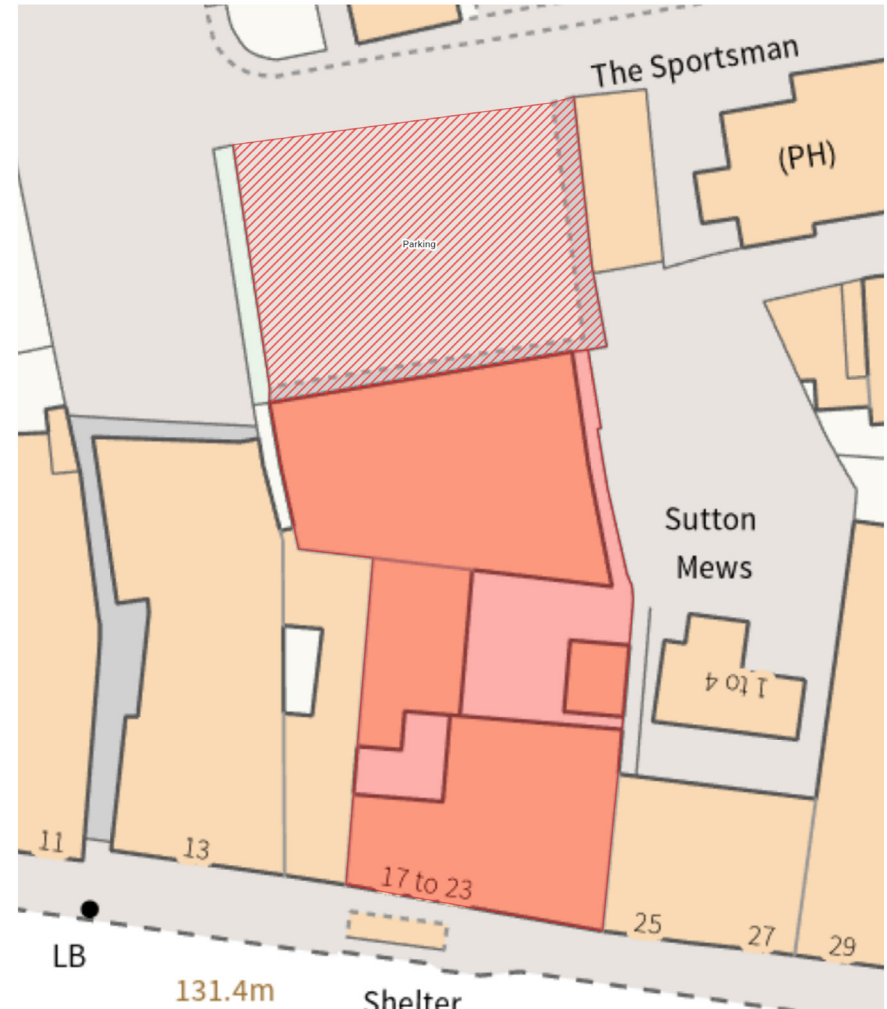 The Sportsman
(PH)
Parking
Sutton
Mews
1 to 4
11
13
17 to 23
25
27
29
LB
131.4m
Shelter